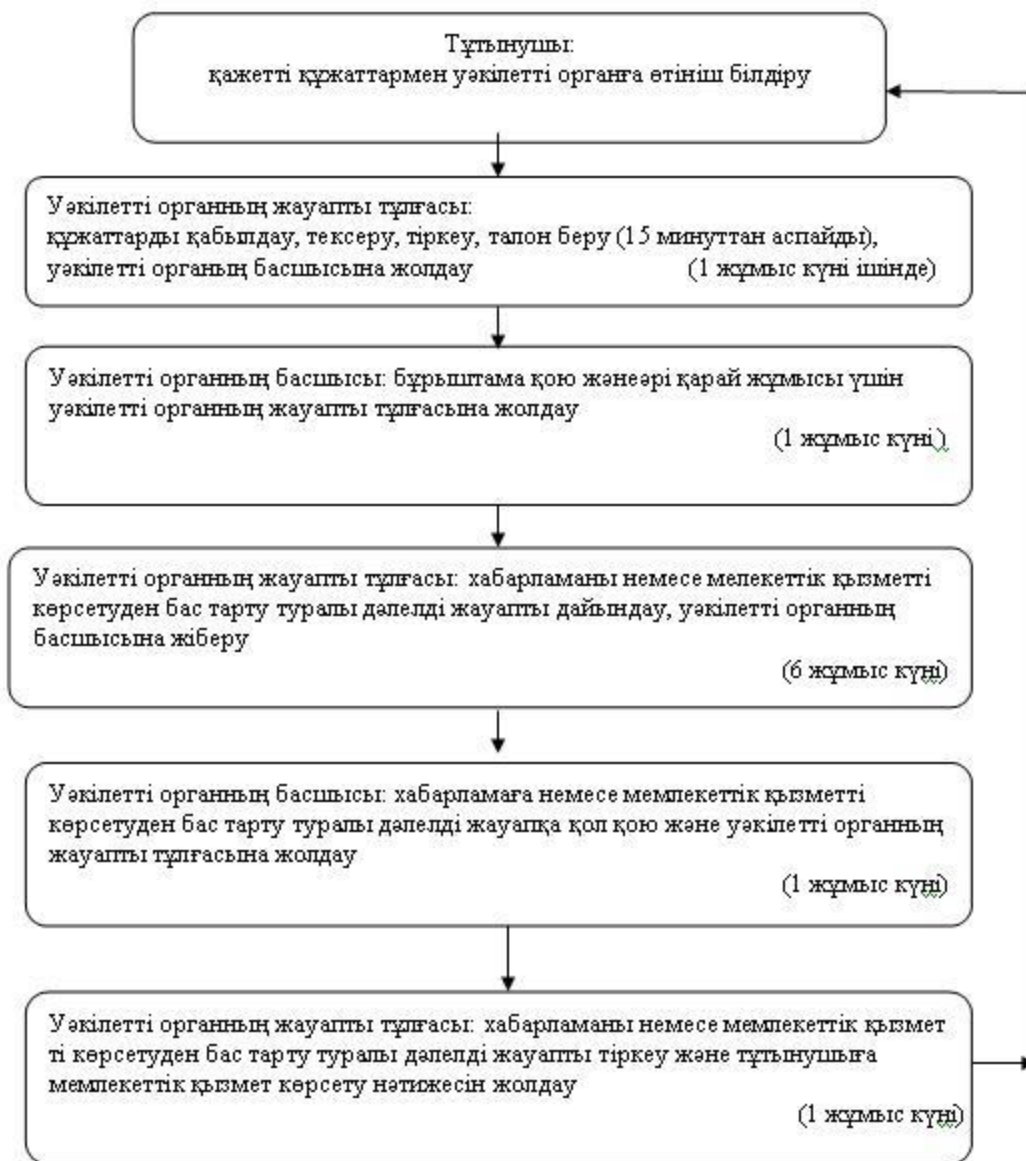 Тұтынушы:
қажетті құжаттармен уәкілетті органға өтініш білдіру
Уәкілетті органның жауапты тұлғасы:
құжаттарды қабылдау, тексеру, тіркеу, талон беру (15 минуттан аспайды),
уәкілетті органың басшысына жолдау (1 жұмыс күні ішінде)
Уәкілетті органның басшысы: бұрыштама қою жәнеәрі қарай жұмысы үшін
уәкілетті органның жауапты тұлғасына жолдау
(1 жұмыс күні)
Уәкілетті органның жауапты тұлғасы: хабарламаны немесе мелекеттік қызметті
көрсетуден бас тарту туралы дәлелді жауапты дайындау, уәкілетті органның
басшысына жіберу
(6 жұмыс күні)
Уәкілетті органның басшысы: хабарламаға немесе мемлекеттік қызметті
көрсетуден бас тарту туралы дәлелді жауапқа қол қою және уәкілетті органның
жауапты тұлғасына жолдау
(1 жұмыс күні)
Уәкілетті органның жауапты тұлғасы: хабарламаны немесе мемлекеттік қызмет
ті көрсетуден бас тарту туралы дәлелді жауапты тіркеу және тұтынушыға
мемлекеттік қызмет көрсету нәтижесін жолдау
(1 жұмыс күні)